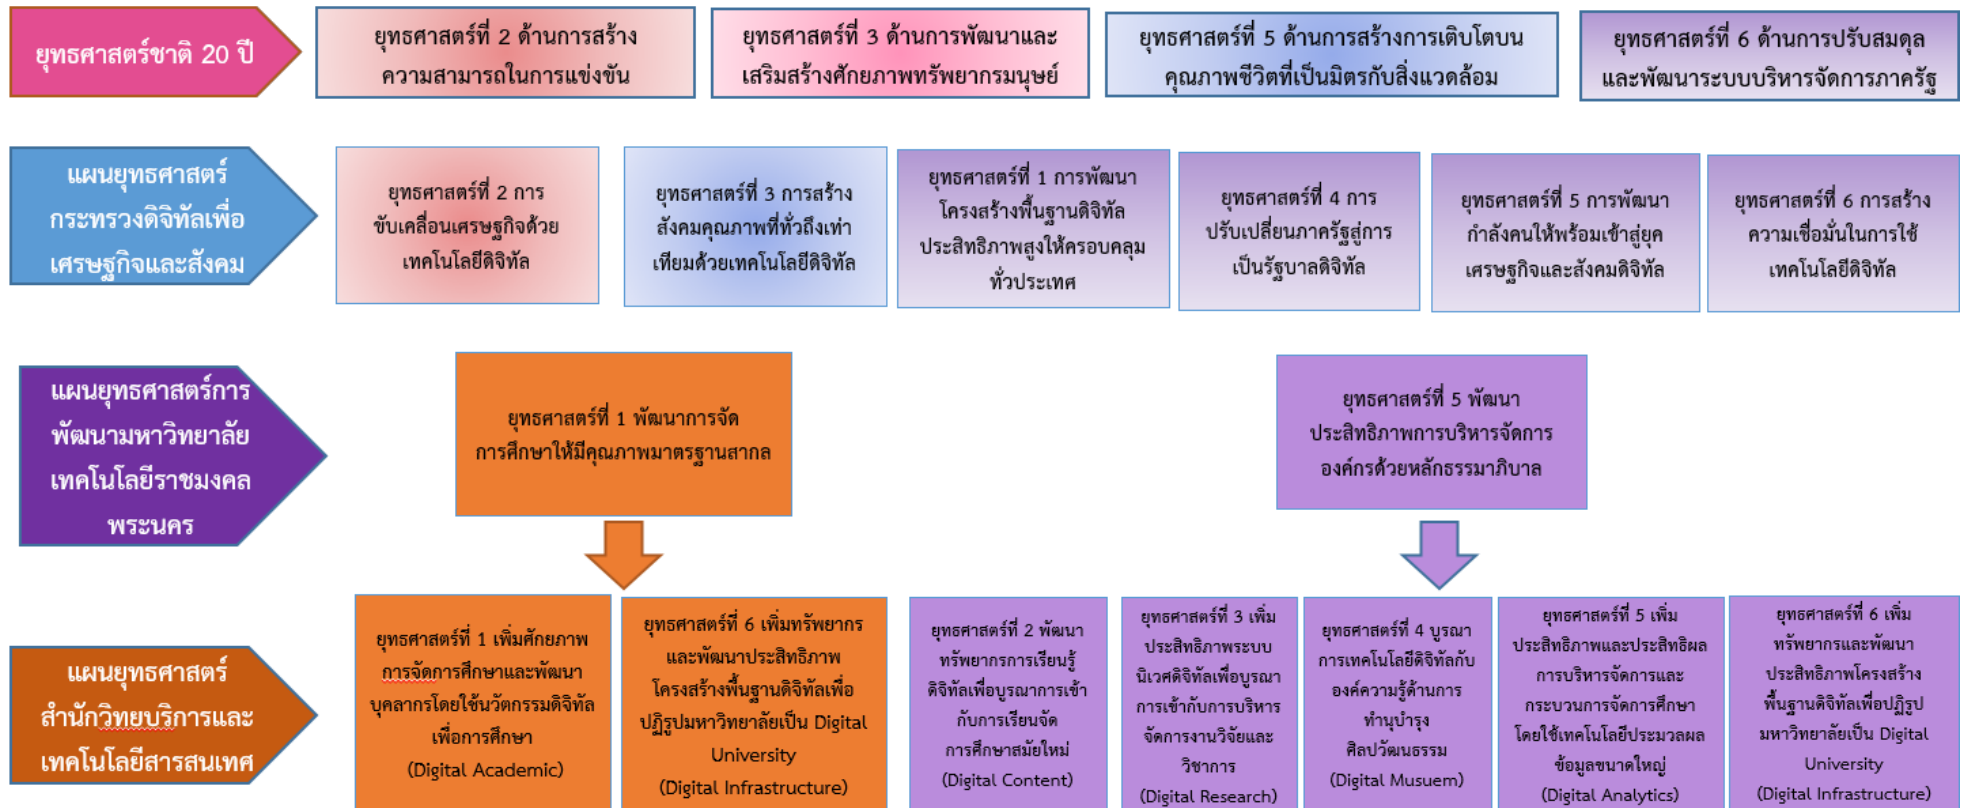 ยุทธศาสตร์ชาติ 20 ปี
ยุทธศาสตร์ที่ 2 ด้านการสร้าง
ความสามารถในการแข่งขัน
ยุทธศาสตร์ที่ 3 ด้านการพัฒนาและ
เสริมสร้างศักยภาพทรัพยากรมนุษย์
ยุทธศาสตร์ที่ 5 ด้านการสร้างการเติบโตบน
คุณภาพชีวิตที่เป็นมิตรกับสิ่งแวดล้อม
ยุทธศาสตร์ที่ 6 ด้านการปรับสมดุล
และพัฒนาระบบบริหารจัดการภาครัฐ
แผนยุทธศาสตร์
กระทรวงดิจิทัลเพื่อ
เศรษฐกิจและสังคม
ยุทธศาสตร์ที่ 2 การ
ขับเคลื่อนเศรษฐกิจด้วย
เทคโนโลยีดิจิทัล
ยุทธศาสตร์ที่ 3 การสร้าง
สังคมคุณภาพที่ทั่วถึงเท่า
เทียมด้วยเทคโนโลยีดิจิทัล
ยุทธศาสตร์ที่ 1 การพัฒนา
โครงสร้างพื้นฐานดิจิทัล
ประสิทธิภาพสูงให้ครอบคลุม
ทั่วประเทศ
ยุทธศาสตร์ที่ 4 การ
ปรับเปลี่ยนภาครัฐสู่การ
เป็นรัฐบาลดิจิทัล
ยุทธศาสตร์ที่ 5 การพัฒนา
กำลังคนให้พร้อมเข้าสู่ยุค
เศรษฐกิจและสังคมดิจิทัล
ยุทธศาสตร์ที่ 6 การสร้าง
ความเชื่อมั่นในการใช้
เทคโนโลยีดิจิทัล
แผนยุทธศาสตร์การ
พัฒนามหาวิทยาลัย
เทคโนโลยีราชมงคล
พระนคร
ยุทธศาสตร์ที่ 1 พัฒนาการจัด
การศึกษาให้มีคุณภาพมาตรฐานสากล
ยุทธศาสตร์ที่ 5 พัฒนา
ประสิทธิภาพการบริหารจัดการ
องค์กรด้วยหลักธรรมาภิบาล
แผนยุทธศาสตร์
สำนักวิทยบริการและ
เทคโนโลยีสารสนเทศ
ยุทธศาสตร์ที่ 1 เพิ่มศักยภาพ
การจัดการศึกษาและพัฒนา
บุคลากรโดยใช้นวัตกรรมดิจิทัล
เพื่อการศึกษา
(Digital Academic)
ยุทธศาสตร์ที่ 6 เพิ่มทรัพยากร
และพัฒนาประสิทธิภาพ
โครงสร้างพื้นฐานดิจิทัลเพื่อ
ปฏิรูปมหาวิทยาลัยเป็น Digital
University
(Digital Infrastructure)
ยุทธศาสตร์ที่ 2 พัฒนา
ทรัพยากรการเรียนรู้
ดิจิทัลเพื่อบูรณาการเข้า
กับการเรียนจัด
การศึกษาสมัยใหม่
(Digital Content)
ยุทธศาสตร์ที่ 3 เพิ่ม
ประสิทธิภาพระบบ
นิเวศดิจิทัลเพื่อบูรณา
การเข้ากับการบริหาร
จัดการงานวิจัยและ
วิชาการ
(Digital Research)
ยุทธศาสตร์ที่ 4 บูรณา
การเทคโนโลยีดิจิทัลกับ
องค์ความรู้ด้านการ
ทำนุบำรุง
ศิลปวัฒนธรรม
(Digital Musuem)
ยุทธศาสตร์ที่ 5 เพิ่ม
ประสิทธิภาพและประสิทธิผล
การบริหารจัดการและ
กระบวนการจัดการศึกษา
โดยใช้เทคโนโลยีประมวลผล
ข้อมูลขนาดใหญ่
(Digital Analytics)
ยุทธศาสตร์ที่ 6 เพิ่ม
ทรัพยากรและพัฒนา
ประสิทธิภาพโครงสร้าง
พื้นฐานดิจิทัลเพื่อปฏิรูป
มหาวิทยาลัยเป็น Digital
University
(Digital Infrastructure)